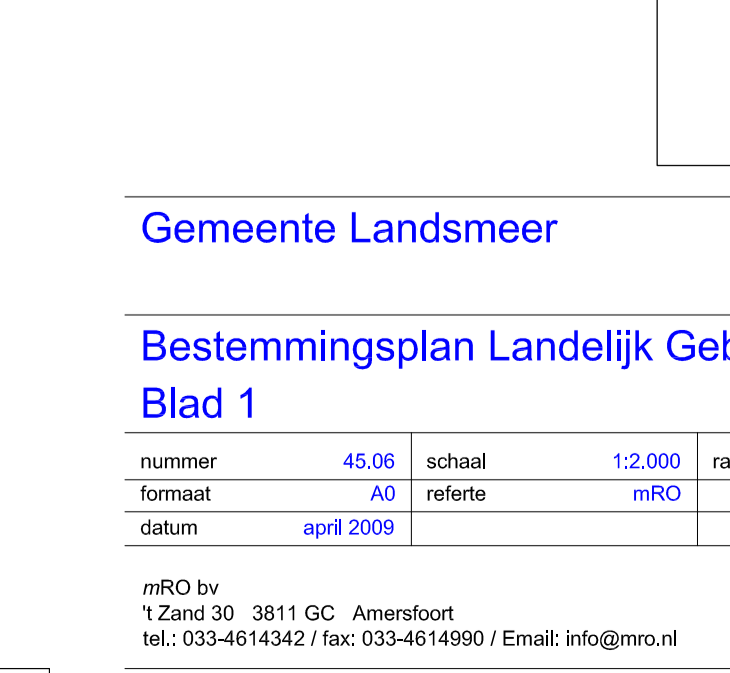 Gemeente Landsmeer
Bestemmingsplan Landelijk Geb
Blad 1
nummer 45.06 schaal 1:2.000 ra
formaat A0 referte mRO
datum april 2009
mRO bv
't Zand 30 3811 GC Amersfoort
tel.: 033-4614342 / fax: 033-4614990 / Email: info@mro.nl